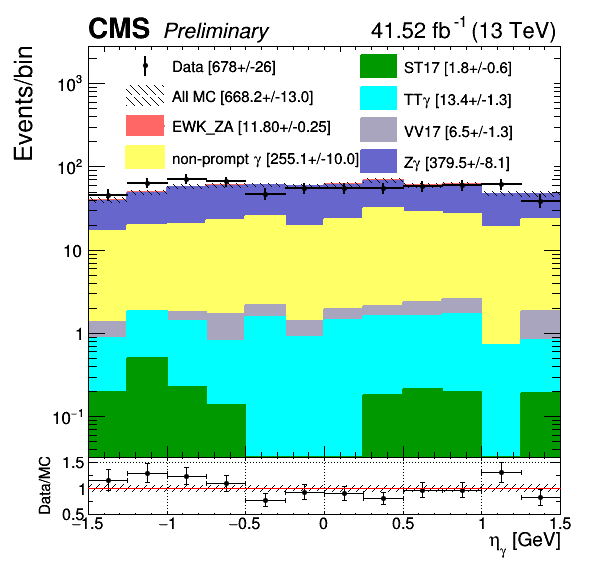 CMS Preliminary 41.52 fb⁻¹ (13 TeV)
Events/bin
Data [678+/-26]
All MC [668.2+/-13.0]
EWK_ZA [11.80+/-0.25]
non-prompt γ [255.1+/-10.0]
ST17 [1.8+/-0.6]
TTγ [13.4+/-1.3]
VV17 [6.5+/-1.3]
Zγ [379.5+/-8.1]
10³
10²
10
1
10⁻¹
Data/MC
1.5
1
0.5
−1.5 −1 −0.5 0 0.5 1 1.5
ηγ [GeV]